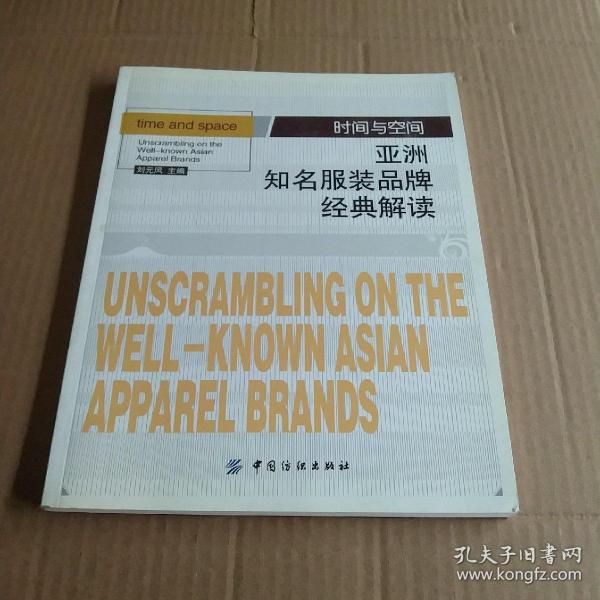 time and space
时间与空间
Unscrambling on the
Well-known Asian
Apparel Brands
刘元风 主编
亚洲
知名服装品牌
经典解读
UNSCRAMBLING ON THE
WELL-KNOWN ASIAN
APPAREL BRANDS
中国纺织出版社
孔夫子旧书网
www.kongfz.com